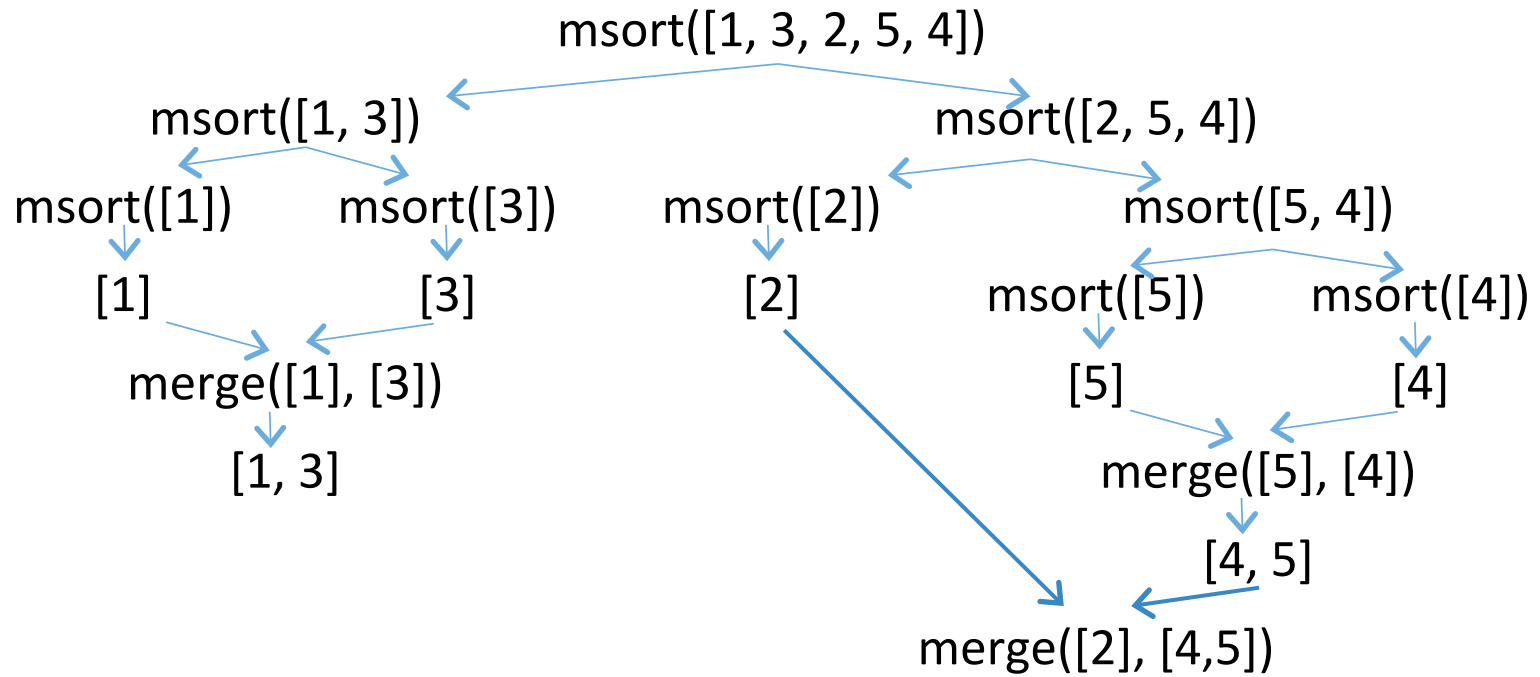 msort([1, 3, 2, 5, 4])
msort([1, 3]) msort([2, 5, 4])
msort([1]) msort([3]) msort([2]) msort([5, 4])
[1] [3] [2] msort([5]) msort([4])
merge([1], [3]) [5] [4]
[1, 3] merge([5], [4])
[4, 5]
merge([2], [4,5])